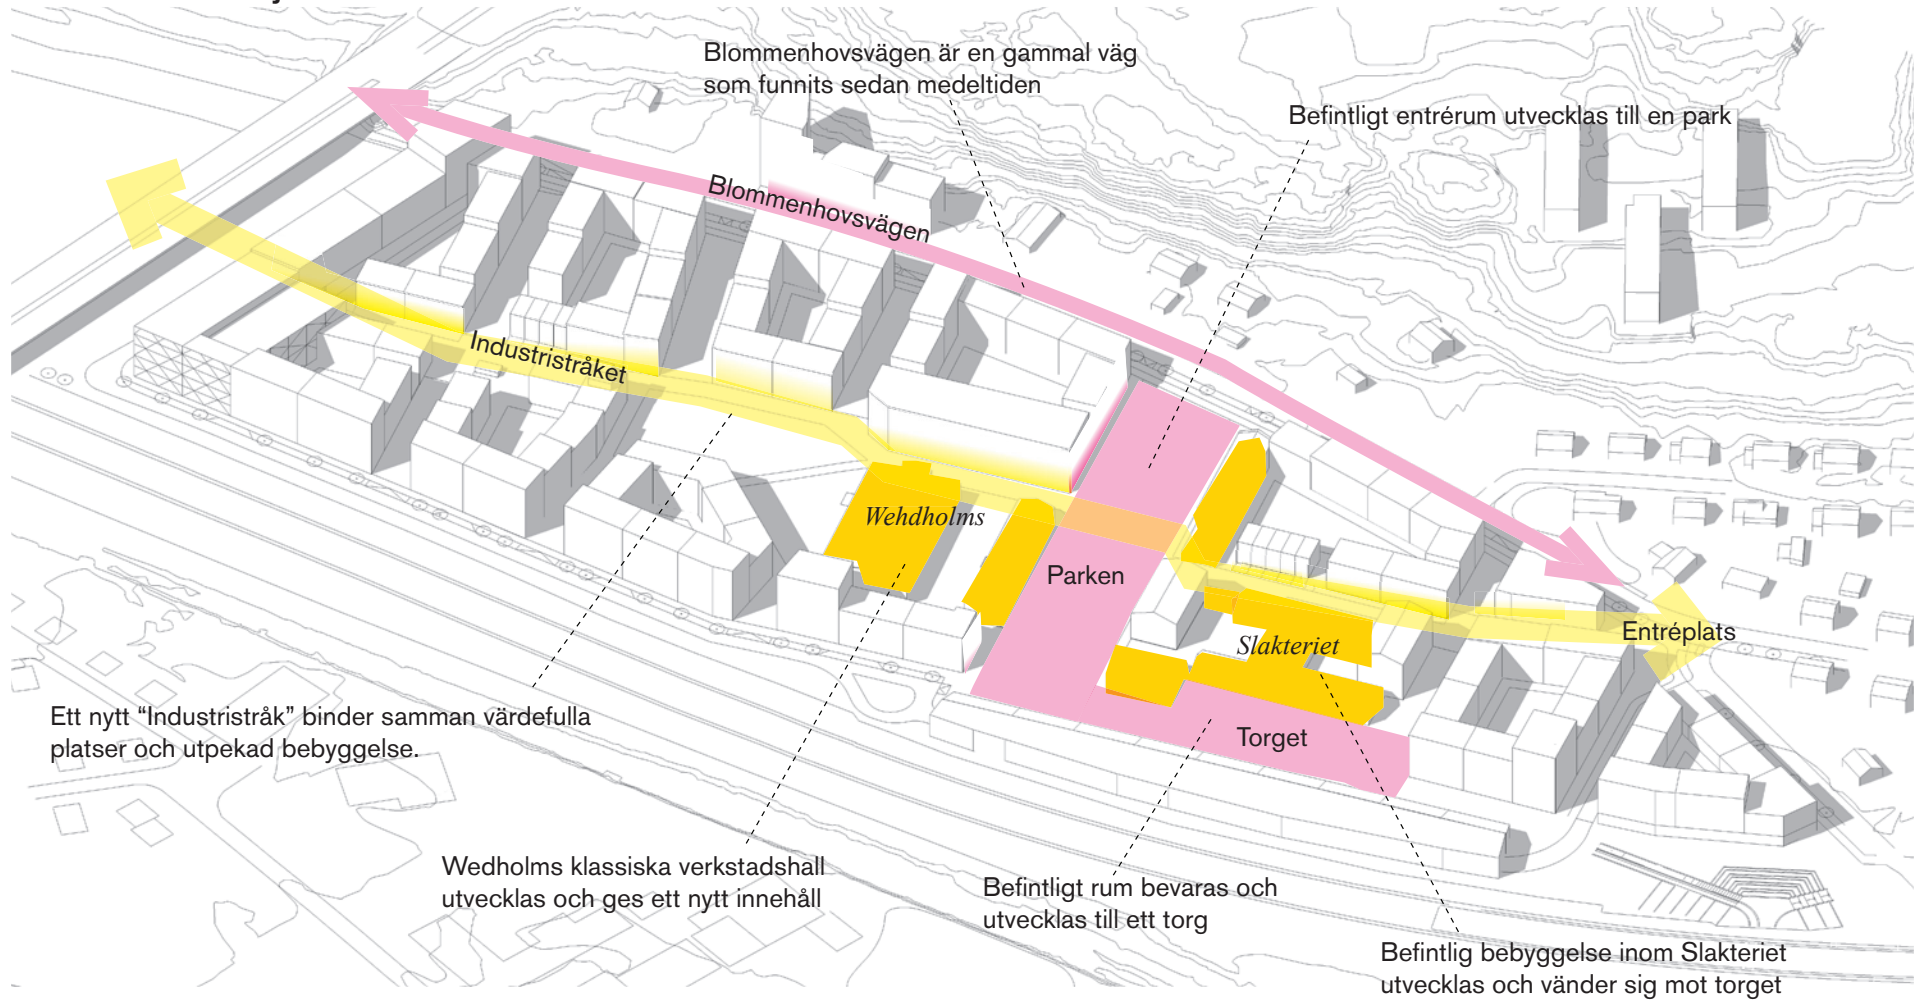 Blommenhovsvägen är en gammal väg
som funnits sedan medeltiden
Befintligt entrérum utvecklas till en park
Blommenhovsvägen
Industristråket
Wehdholms
Parken
Slakteriet
Entréplats
Torget
Ett nytt “Industristråk” binder samman värdefulla
platser och utpekad bebyggelse.
Wedholms klassiska verkstadshall
utvecklas och ges ett nytt innehåll
Befintligt rum bevaras och
utvecklas till ett torg
Befintlig bebyggelse inom Slakteriet
utvecklas och vänder sig mot torget